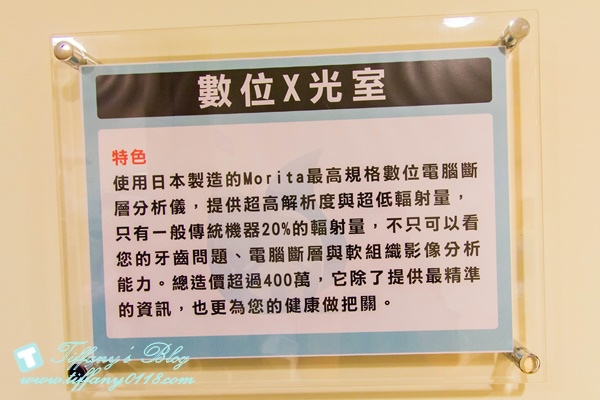 數位X光室
特色
使用日本製造的Morita最高規格數位電腦斷
層分析儀，提供超高解析度與超低輻射量，
只有一般傳統機器20%的輻射量，不只可以看
您的牙齒問題、電腦斷層與軟組織影像分析
能力。總造價超過400萬，它除了提供最精準
的資訊，也更為您的健康做把關。
T Tiffany's Blog
www.tiffany0118.com